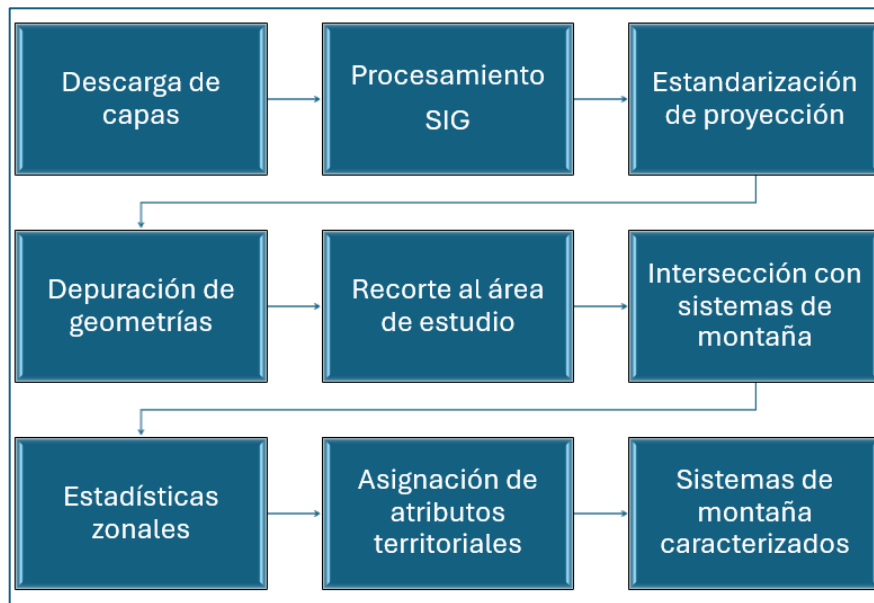 Descarga de
capas
Procesamiento
SIG
Estandarización
de proyección
Depuración de
geometrías
Recorte al área
de estudio
Intersección con
sistemas de
montaña
Estadísticas
zonales
Asignación de
atributos
territoriales
Sistemas de
montaña
caracterizados